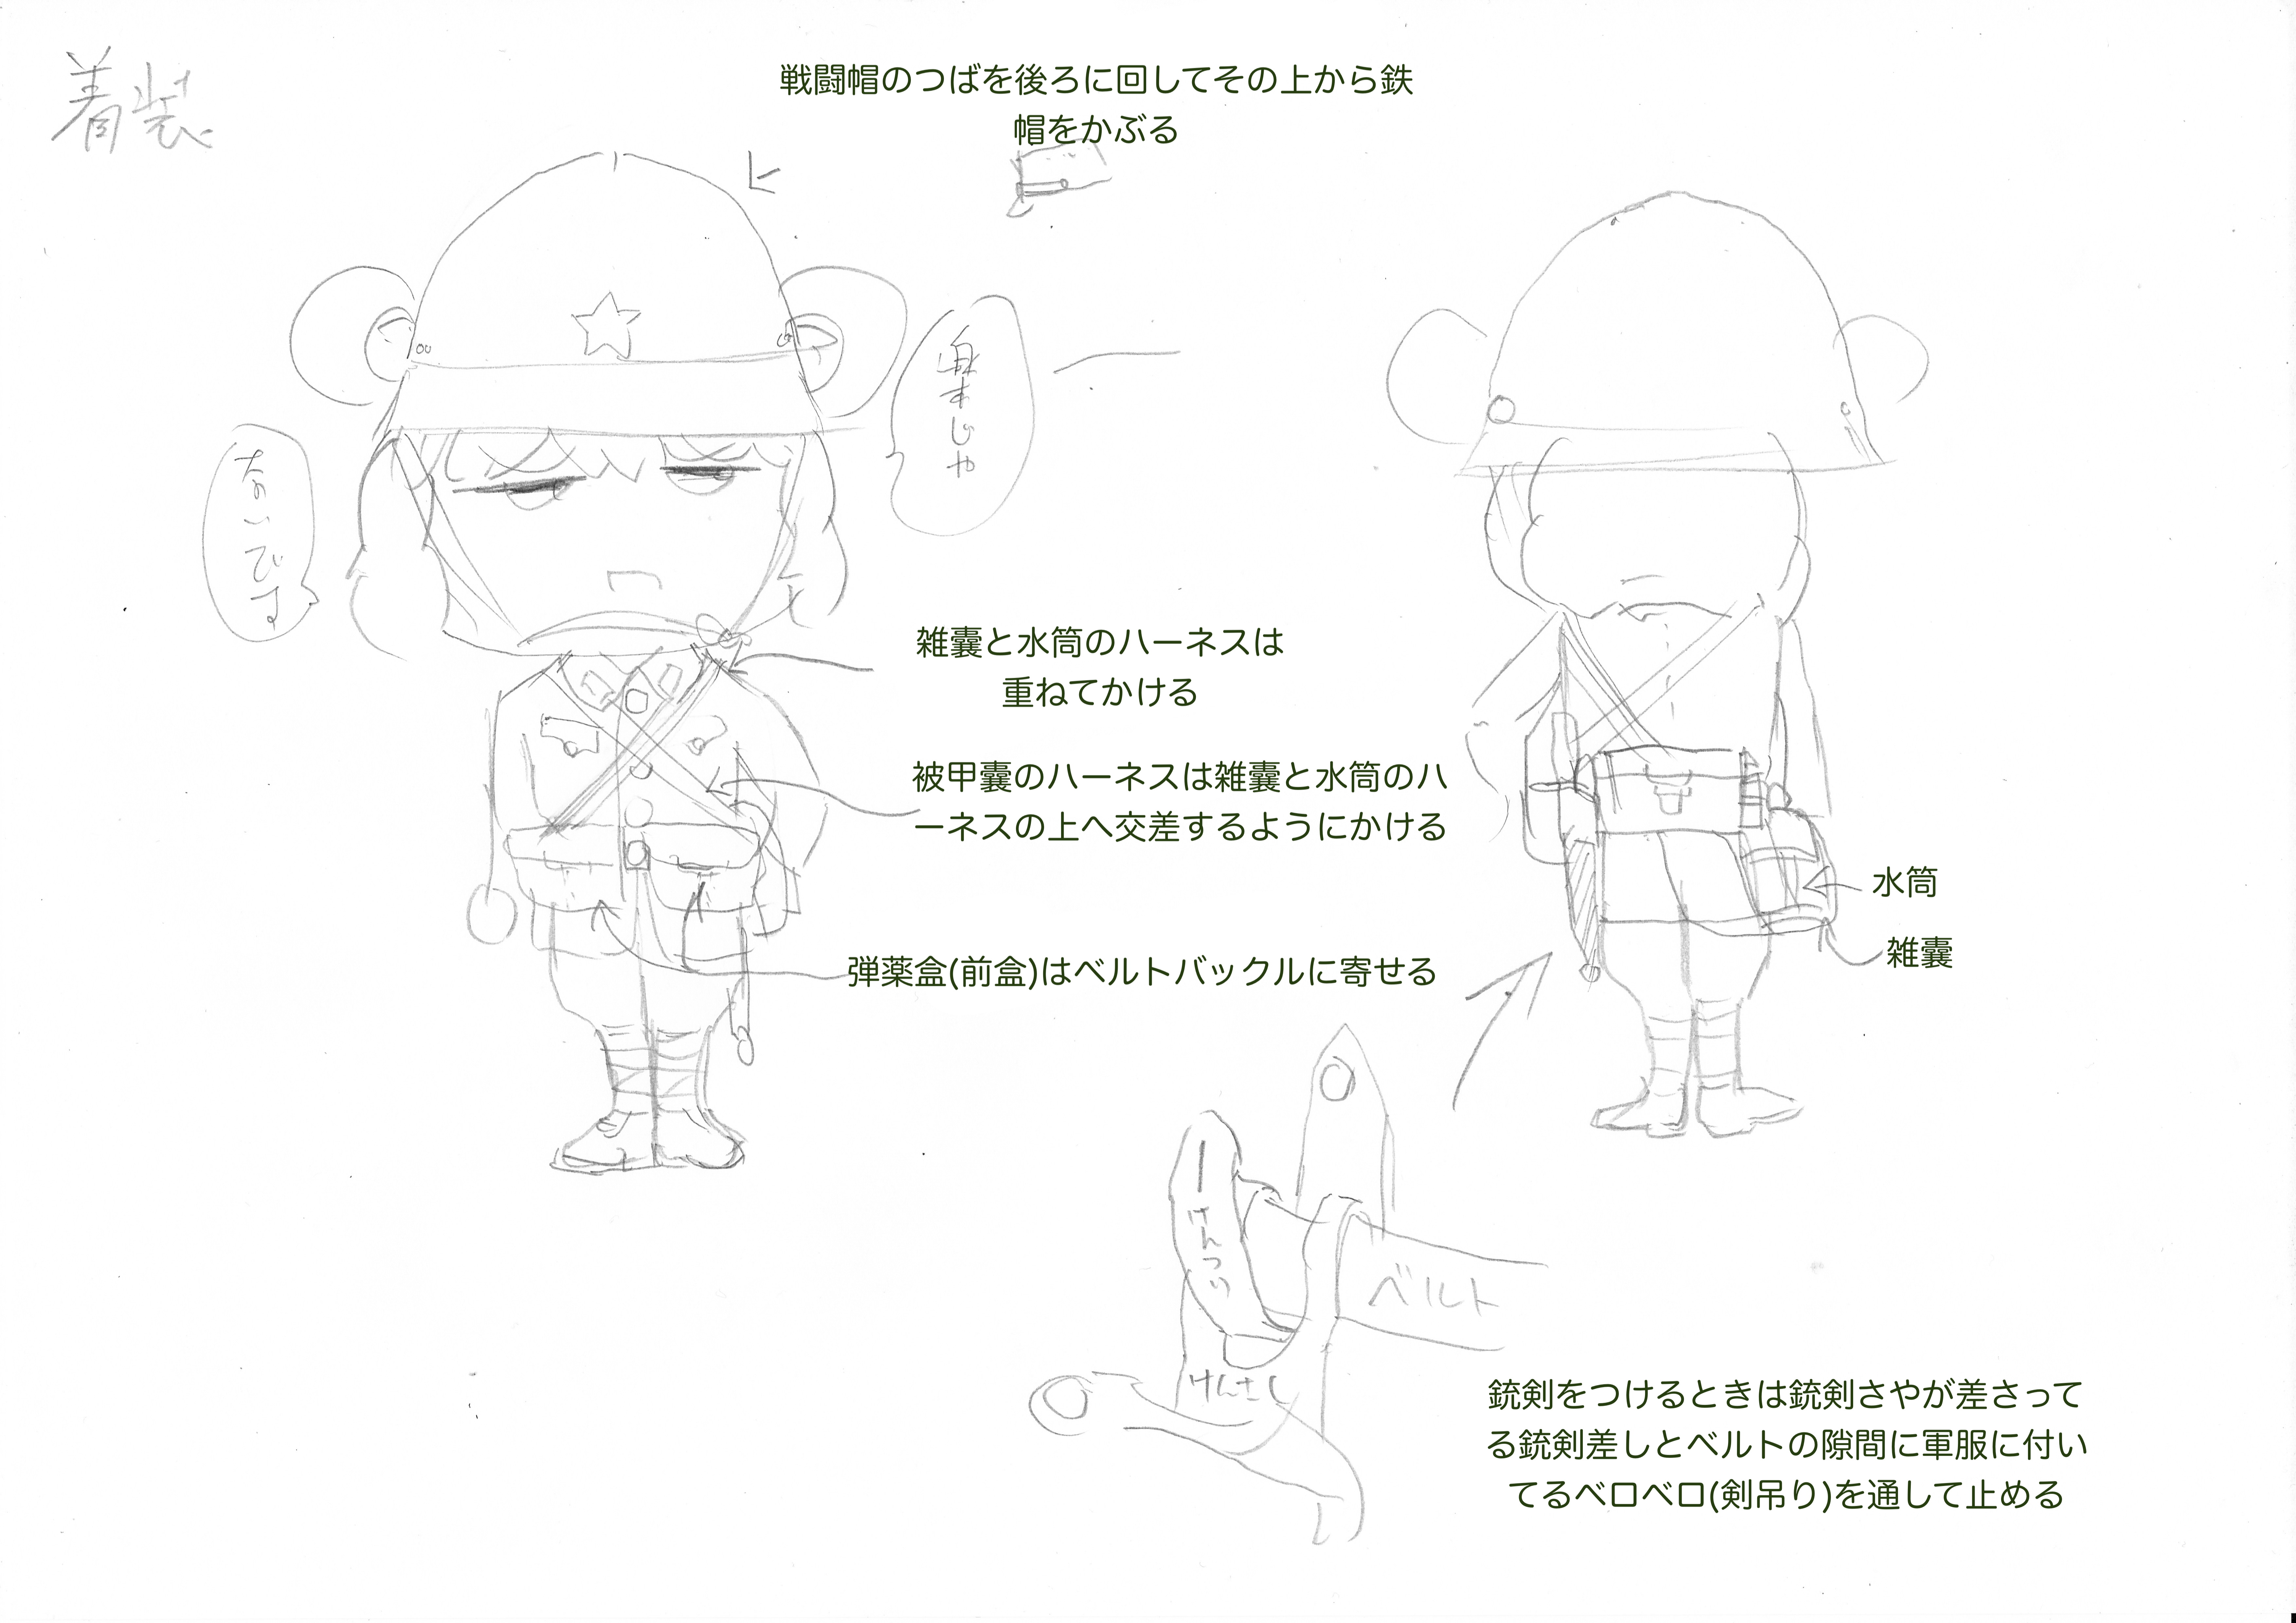 着装
戦闘帽のつばを後ろに回してその上から鉄
帽をかぶる
ないです
雑嚢と水筒のハーネスは
重ねてかける
被甲嚢のハーネスは雑嚢と水筒のハ
ーネスの上へ交差するようにかける
水筒
雑嚢
弾薬盒(前盒)はベルトバックルに寄せる
けんつり
ベルト
けんさし
銃剣をつけるときは銃剣さやが差さって
る銃剣差しとベルトの隙間に軍服に付い
てるベロベロ(剣吊り)を通して止める